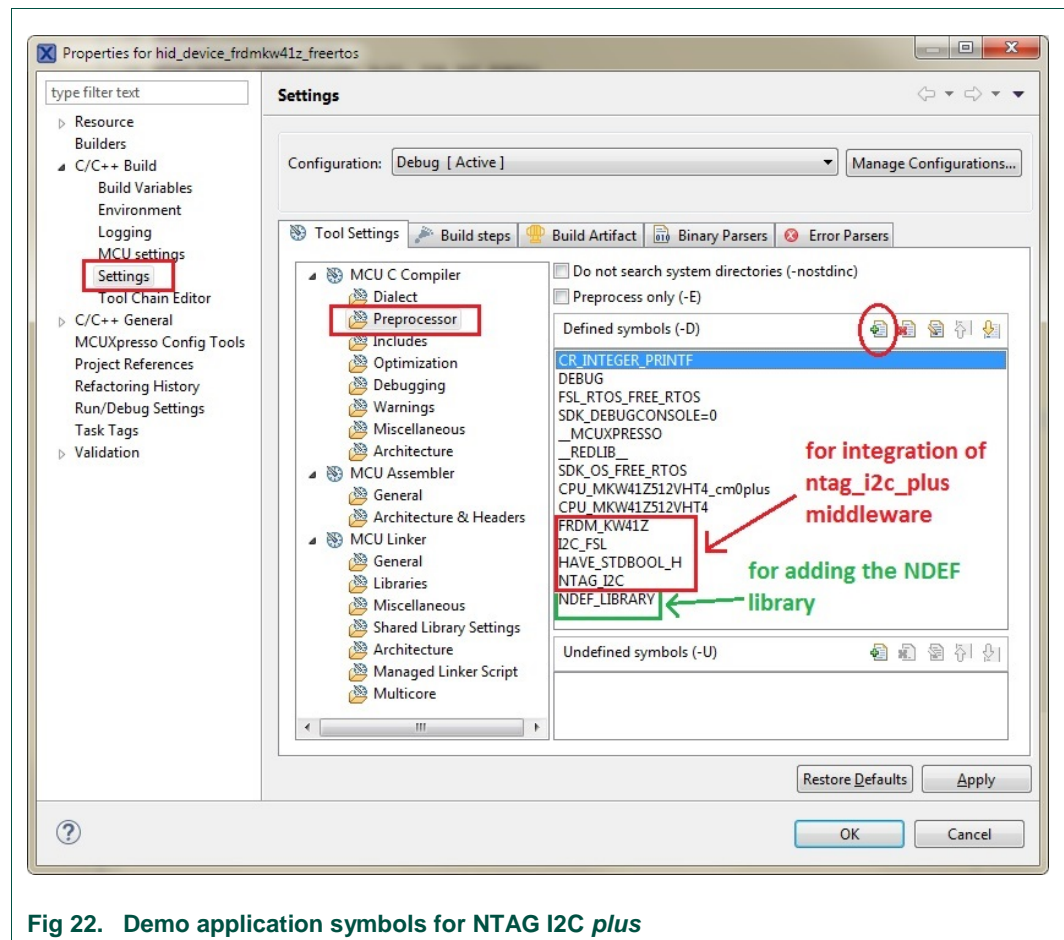 Properties for hid_device_frdmkw41z_freertos
type filter text
Resource
Builders
C/C++ Build
Build Variables
Environment
Logging
MCU settings
Settings
Tool Chain Editor
C/C++ General
MCUXpresso Config Tools
Project References
Refactoring History
Run/Debug Settings
Task Tags
Validation
Settings
Configuration: Debug [ Active ] Manage Configurations...
Tool Settings Build steps Build Artifact Binary Parsers Error Parsers
MCU C Compiler
Dialect
Preprocessor
Includes
Optimization
Debugging
Warnings
Miscellaneous
Architecture
MCU Assembler
General
Architecture & Headers
MCU Linker
General
Libraries
Miscellaneous
Shared Library Settings
Architecture
Managed Linker Script
Multicore
Do not search system directories (-nostdinc)
Preprocess only (-E)
Defined symbols (-D)
CR_INTEGER_PRINTF
DEBUG
FSL_RTOS_FREE_RTOS
SDK_DEBUGCONSOLE=0
__MCUXPRESSO
__REDLIB__
SDK_OS_FREE_RTOS
CPU_MKW41Z512VHT4_cm0plus
CPU_MKW41Z512VHT4
FRDM_KW41Z
I2C_FSL
HAVE_STDBOOL_H
NTAG_I2C
NDEF_LIBRARY
for integration of
ntag_i2c_plus
middleware
for adding the NDEF
library
Undefined symbols (-U)
Restore Defaults Apply
OK Cancel
Fig 22. Demo application symbols for NTAG I2C plus